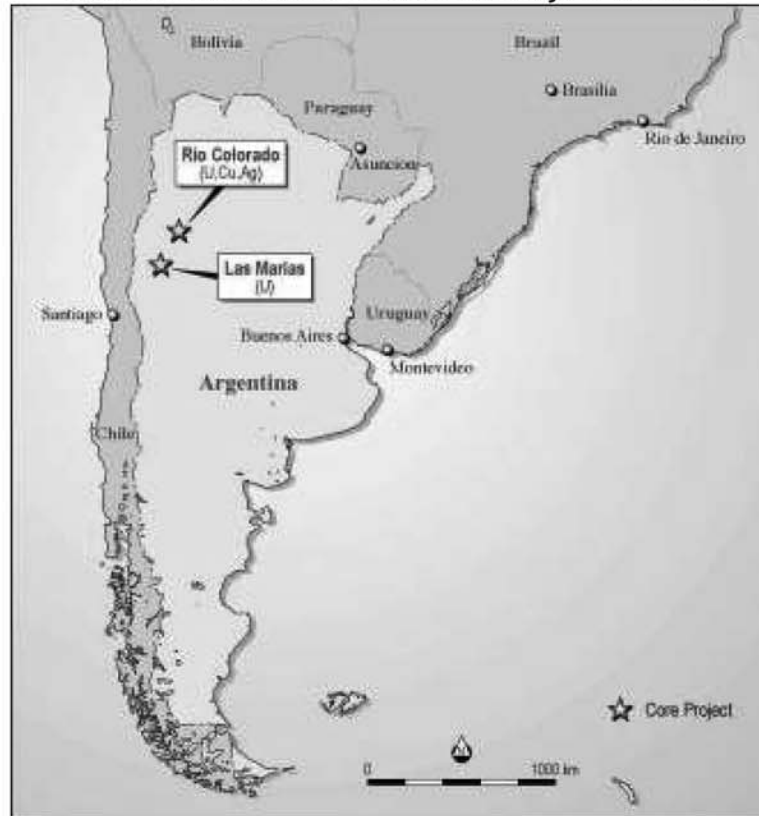 Bolivia
Brazil
Brasilia
Paraguay
Rio de Janeiro
Rio Colorado
(U,Cu,Ag)
Asuncion
Las Marias
(U)
Santiago
Uruguay
Buenos Aires
Montevideo
Argentina
Chile
Core Project
0 1000 km